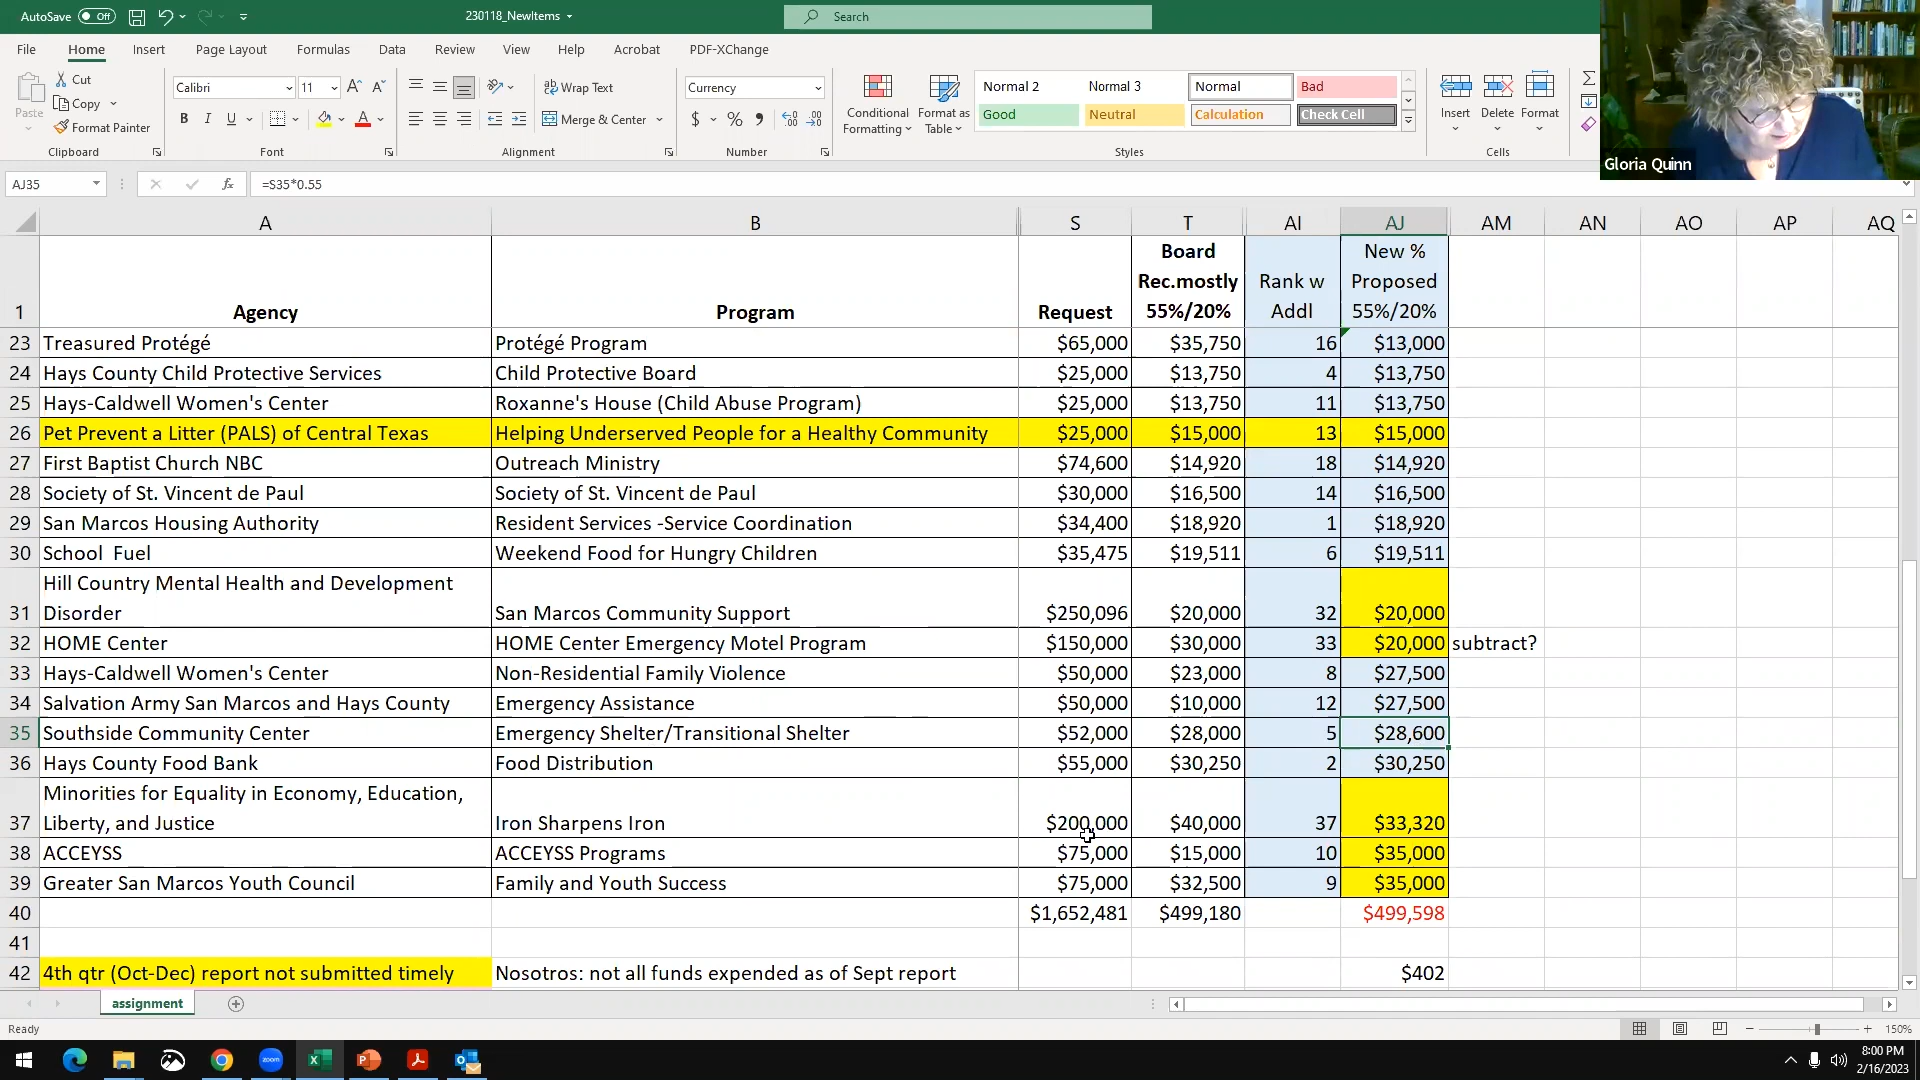 AutoSave Off 230118_NewItems Search
File Home Insert Page Layout Formulas Data Review View Help Acrobat PDF-XChange
Paste Cut Copy Format Painter
Calibri 11 Wrap Text Merge & Center Currency
Conditional Formatting Format as Table
Normal 2 Normal 3 Normal Bad
Good Neutral Calculation Check Cell
Insert Delete Format
Clipboard Font Alignment Number Styles Cells
Gloria Quinn
AJ35 fx =S35*0.55
A B S T AI AJ AM AN AO AP AQ
1 Agency Program Request Board Rec.mostly 55%/20% Rank w Addl New % Proposed 55%/20%
23 Treasured Protégé Protégé Program $65,000 $35,750 16 $13,000
24 Hays County Child Protective Services Child Protective Board $25,000 $13,750 4 $13,750
25 Hays-Caldwell Women's Center Roxanne's House (Child Abuse Program) $25,000 $13,750 11 $13,750
26 Pet Prevent a Litter (PALS) of Central Texas Helping Underserved People for a Healthy Community $25,000 $15,000 13 $15,000
27 First Baptist Church NBC Outreach Ministry $74,600 $14,920 18 $14,920
28 Society of St. Vincent de Paul Society of St. Vincent de Paul $30,000 $16,500 14 $16,500
29 San Marcos Housing Authority Resident Services -Service Coordination $34,400 $18,920 1 $18,920
30 School Fuel Weekend Food for Hungry Children $35,475 $19,511 6 $19,511
31 Hill Country Mental Health and Development Disorder San Marcos Community Support $250,096 $20,000 32 $20,000
32 HOME Center HOME Center Emergency Motel Program $150,000 $30,000 33 $20,000 subtract?
33 Hays-Caldwell Women's Center Non-Residential Family Violence $50,000 $23,000 8 $27,500
34 Salvation Army San Marcos and Hays County Emergency Assistance $50,000 $10,000 12 $27,500
35 Southside Community Center Emergency Shelter/Transitional Shelter $52,000 $28,000 5 $28,600
36 Hays County Food Bank Food Distribution $55,000 $30,250 2 $30,250
37 Minorities for Equality in Economy, Education, Liberty, and Justice Iron Sharpens Iron $200,000 $40,000 37 $33,320
38 ACCEYSS ACCEYSS Programs $75,000 $15,000 10 $35,000
39 Greater San Marcos Youth Council Family and Youth Success $75,000 $32,500 9 $35,000
40 $1,652,481 $499,180 $499,598
41
42 4th qtr (Oct-Dec) report not submitted timely Nosotros: not all funds expended as of Sept report $402
assignment
Ready 150%
8:00 PM
2/16/2023